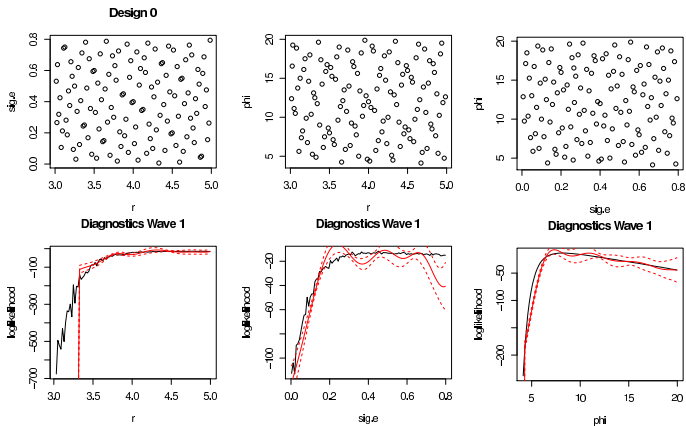 Design 0
sig.e
0.0 0.2 0.4 0.6 0.8
3.0 3.5 4.0 4.5 5.0
r
phi
5 10 15 20
3.0 3.5 4.0 4.5 5.0
r
phi
5 10 15 20
0.0 0.2 0.4 0.6 0.8
sig.e
Diagnostics Wave 1
loglikelihood
-700 -500 -300 -100
3.0 3.5 4.0 4.5 5.0
r
Diagnostics Wave 1
loglikelihood
-100 -60 -40 -20
0.0 0.2 0.4 0.6 0.8
sig.e
Diagnostics Wave 1
loglikelihood
-200 -100 -50
5 10 15 20
phi